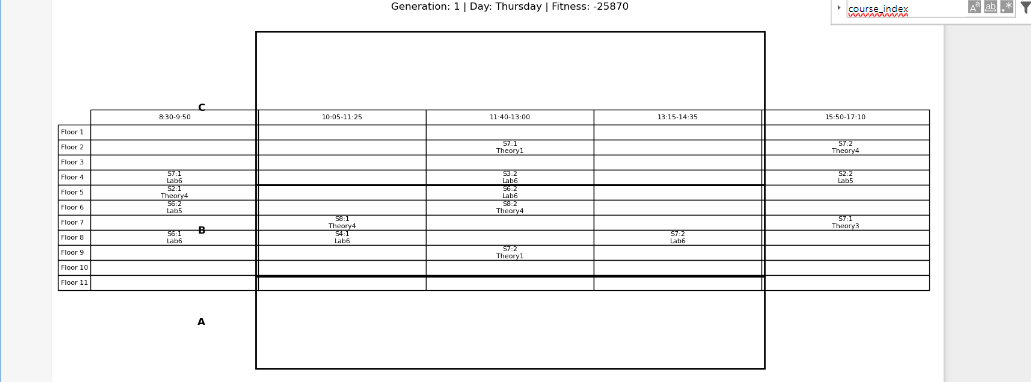 Generation: 1 | Day: Thursday | Fitness: -25870
course_index
Aª ab .*
C
8:30-9:50 10:05-11:25 11:40-13:00 13:15-14:35 15:50-17:10
Floor 1
Floor 2 S7:1 Theory1 S7:2 Theory4
Floor 3
Floor 4 S7:1 Lab6 S3:2 Lab6 S2:2 Lab5
Floor 5 S2:1 Theory4 S6:2 Lab6
Floor 6 S6:2 Lab5 S8:2 Theory4
Floor 7 S8:1 Theory4 S7:1 Theory3
B
Floor 8 S6:1 Lab6 S4:1 Lab6 S7:2 Lab6
Floor 9 S7:2 Theory1
Floor 10
Floor 11
A